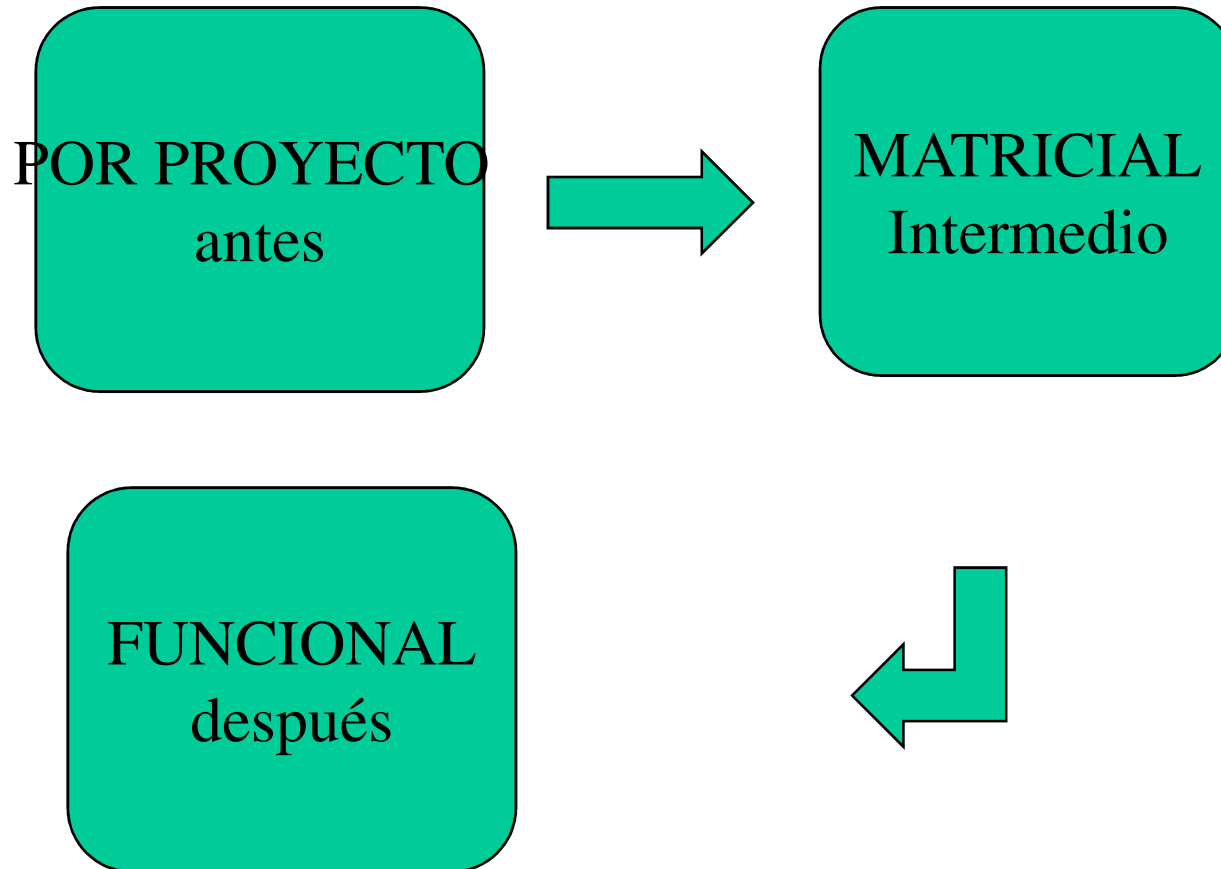 POR PROYECTO
antes
MATRICIAL
Intermedio
FUNCIONAL
después